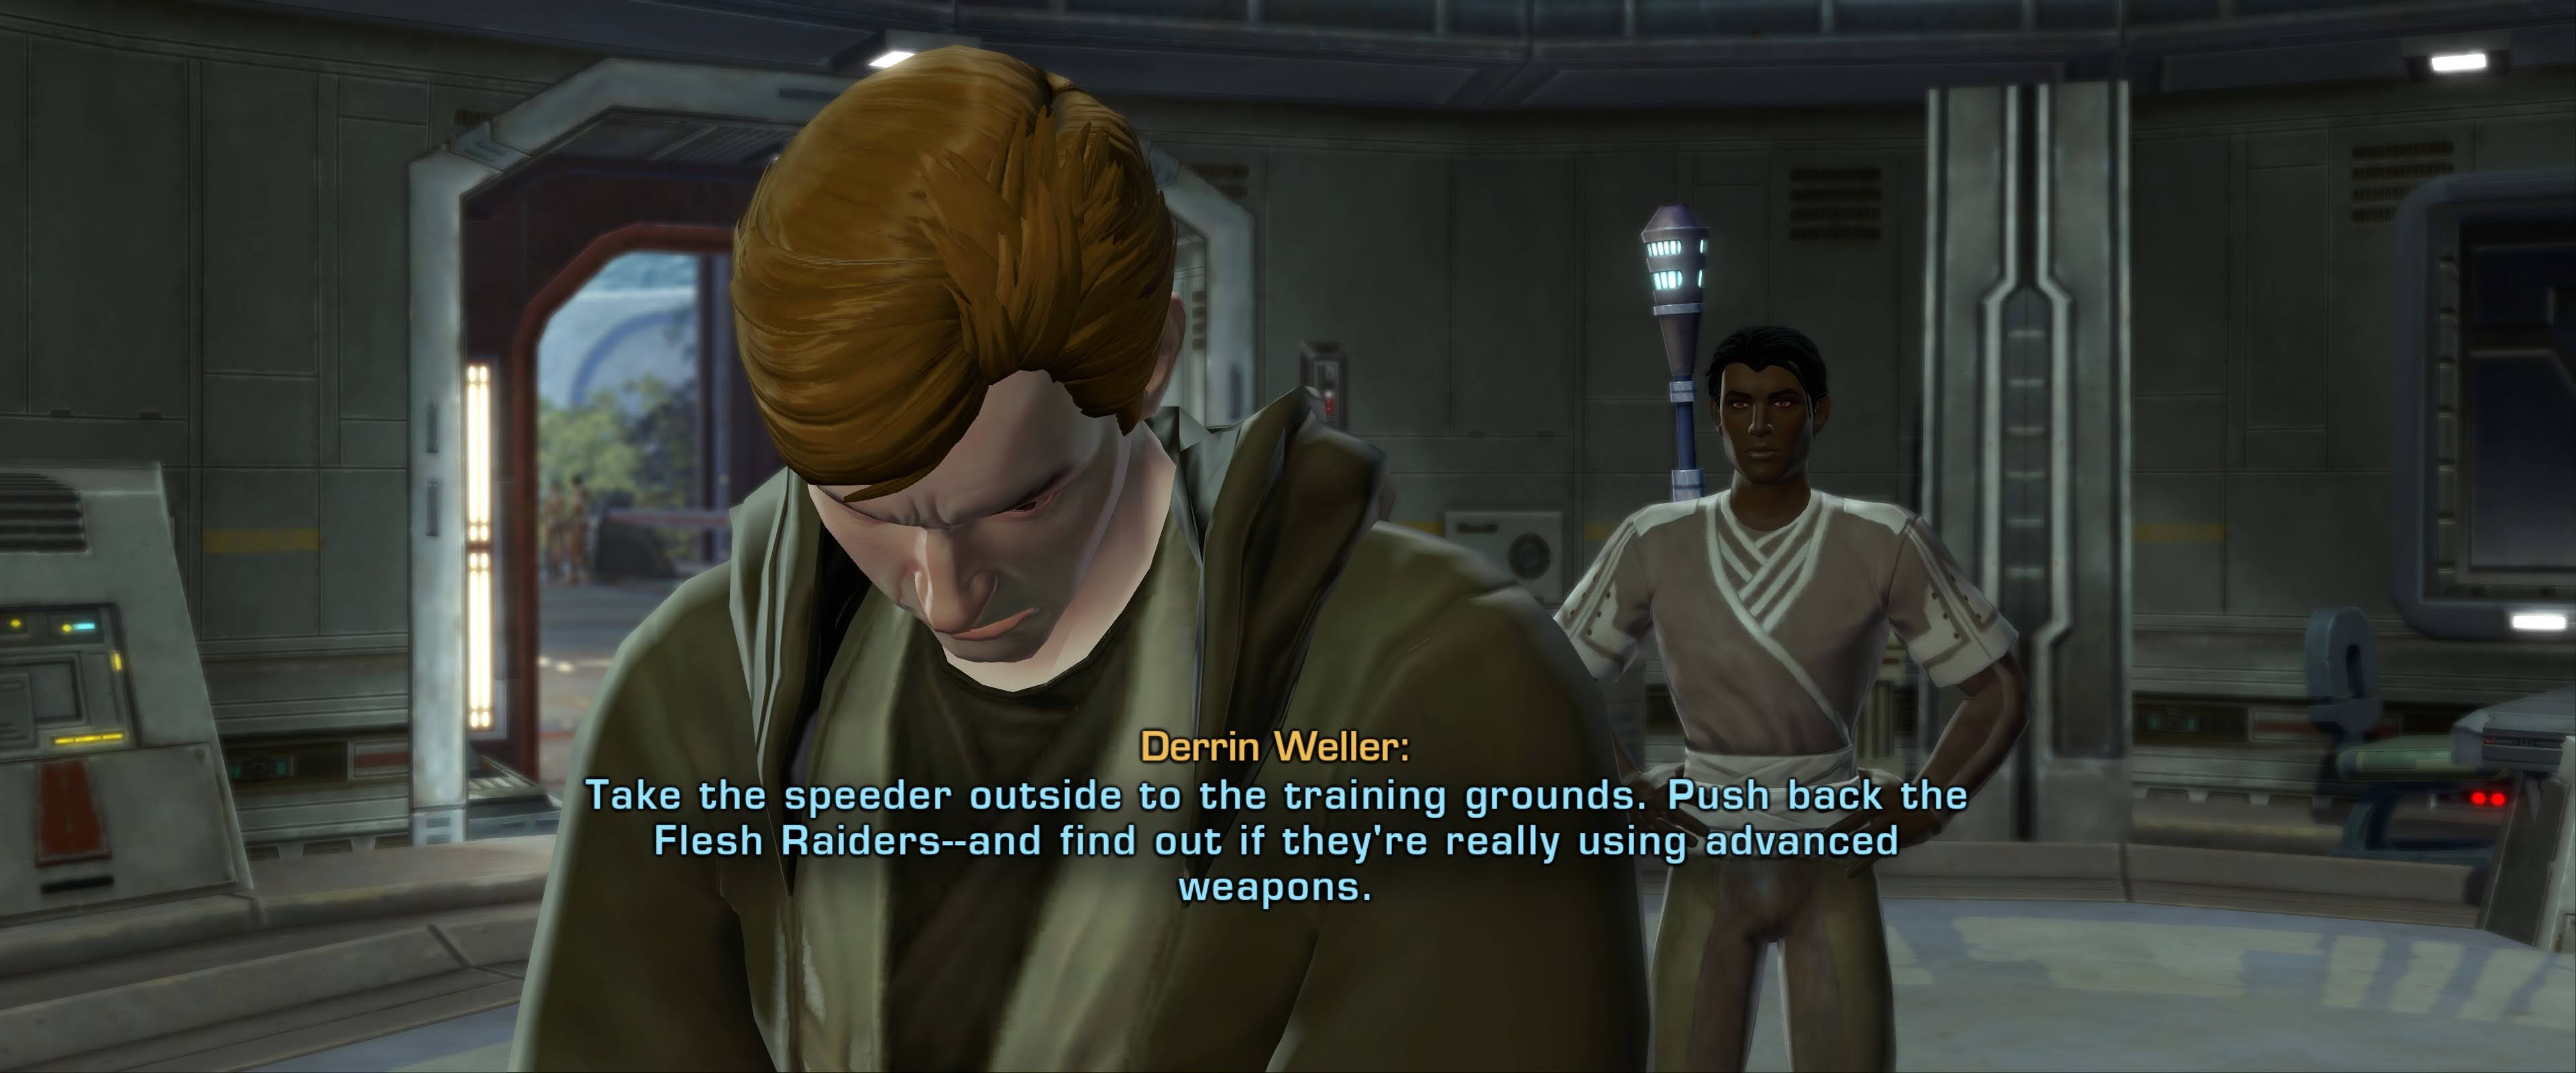 Derrin Weller:
Take the speeder outside to the training grounds. Push back the
Flesh Raiders--and find out if they're really using advanced
weapons.